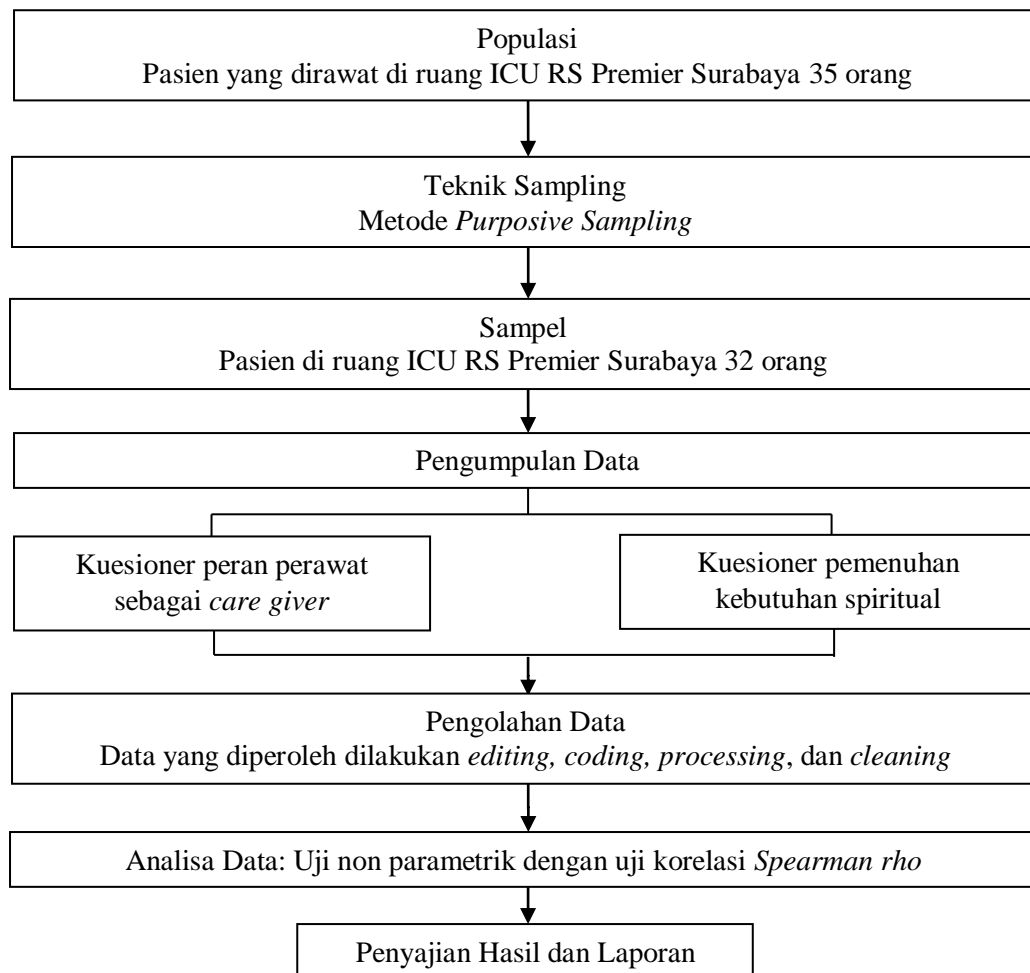 Populasi
Pasien yang dirawat di ruang ICU RS Premier Surabaya 35 orang
Teknik Sampling
Metode Purposive Sampling
Sampel
Pasien di ruang ICU RS Premier Surabaya 32 orang
Pengumpulan Data
Kuesioner peran perawat
sebagai care giver
Kuesioner pemenuhan
kebutuhan spiritual
Pengolahan Data
Data yang diperoleh dilakukan editing, coding, processing, dan cleaning
Analisa Data: Uji non parametrik dengan uji korelasi Spearman rho
Penyajian Hasil dan Laporan